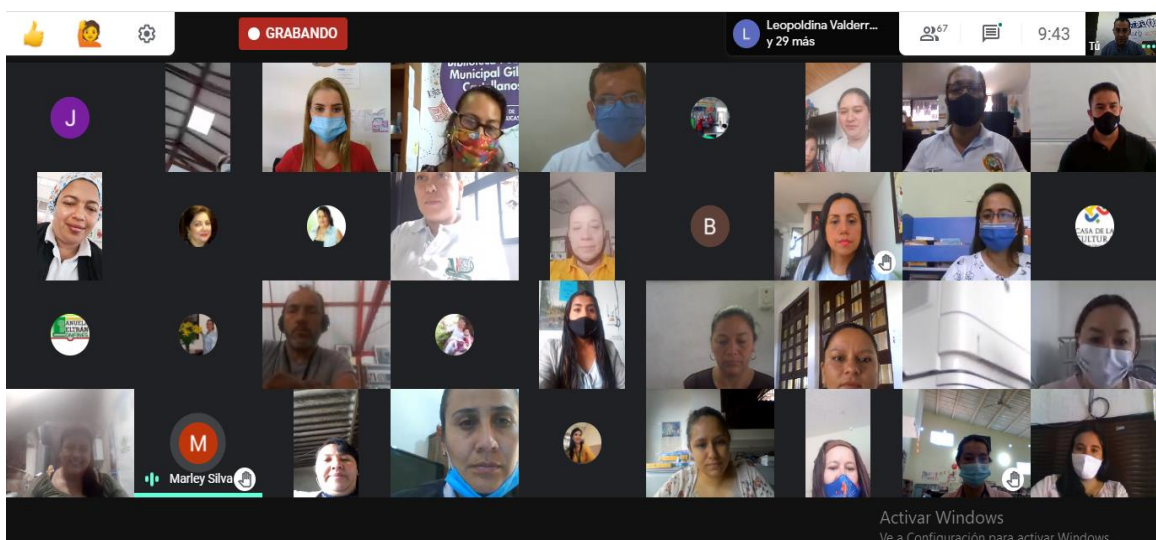 GRABANDO
L
Leopoldina Valderr...
y 29 más
67
9:43
Tú
J
Municipal Gil
B
CASA DE LA
M
Marley Silva
Activar Windows
Ve a Configuración para activar Windows.